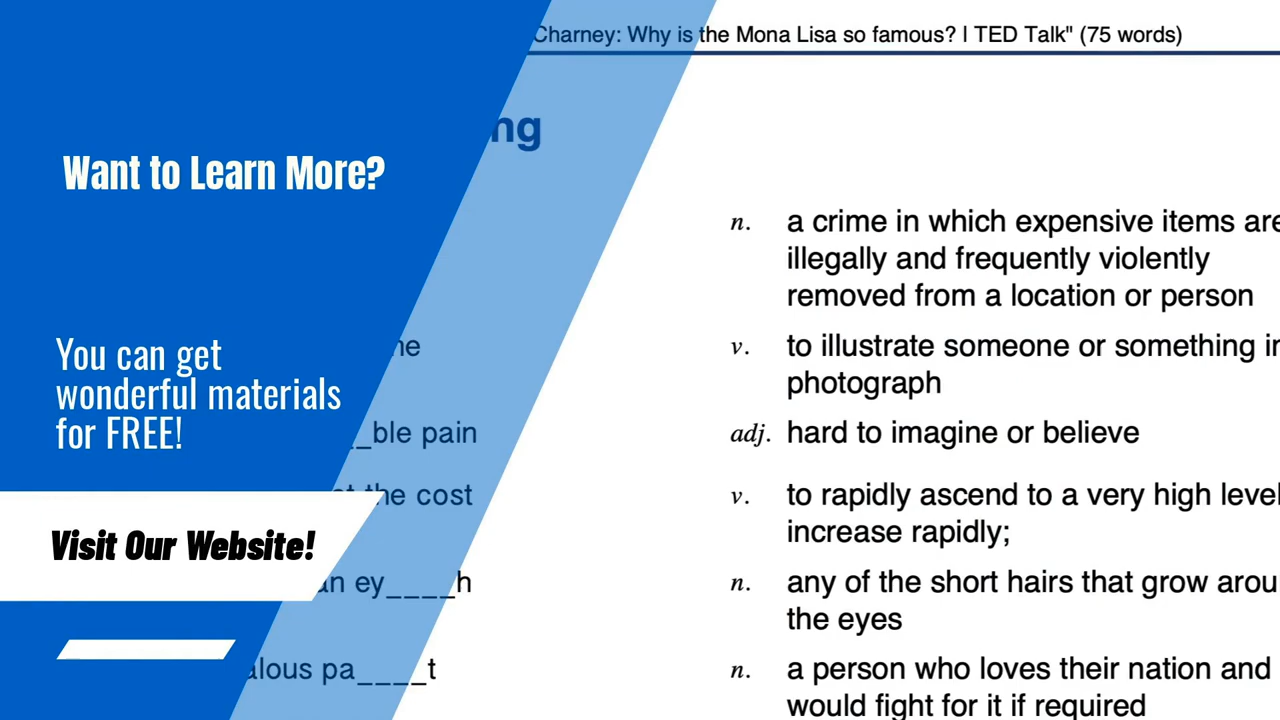 Charney: Why is the Mona Lisa so famous? | TED Talk" (75 words)
Want to Learn More?
You can get
wonderful materials
for FREE!
Visit Our Website!
ng
ne
_ble pain
the cost
an ey____h
alous pa____t
n. a crime in which expensive items are
illegally and frequently violently
removed from a location or person
v. to illustrate someone or something in
photograph
adj. hard to imagine or believe
v. to rapidly ascend to a very high level
increase rapidly;
n. any of the short hairs that grow arou
the eyes
n. a person who loves their nation and
would fight for it if required